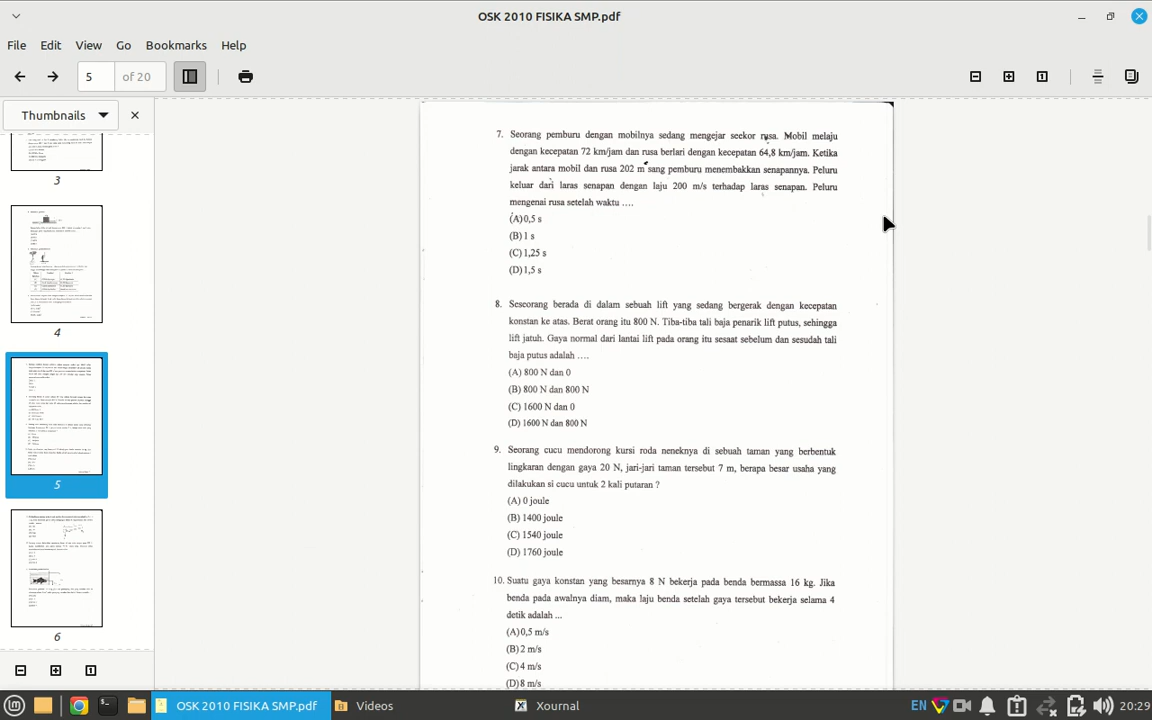 OSK 2010 FISIKA SMP.pdf
File Edit View Go Bookmarks Help
5 of 20
Thumbnails
3
4
5
6
7. Seorang pemburu dengan mobilnya sedang mengejar seekor rusa. Mobil melaju
dengan kecepatan 72 km/jam dan rusa berlari dengan kecepatan 64,8 km/jam. Ketika
jarak antara mobil dan rusa 202 m sang pemburu menembakkan senapannya. Peluru
keluar dari laras senapan dengan laju 200 m/s terhadap laras senapan. Peluru
mengenai rusa setelah waktu ....
(A) 0,5 s
(B) 1 s
(C) 1,25 s
(D) 1,5 s
8. Seseorang berada di dalam sebuah lift yang sedang bergerak dengan kecepatan
konstan ke atas. Berat orang itu 800 N. Tiba-tiba tali baja penarik lift putus, sehingga
lift jatuh. Gaya normal dari lantai lift pada orang itu sesaat sebelum dan sesudah tali
baja putus adalah ....
(A) 800 N dan 0
(B) 800 N dan 800 N
(C) 1600 N dan 0
(D) 1600 N dan 800 N
9. Seorang cucu mendorong kursi roda neneknya di sebuah taman yang berbentuk
lingkaran dengan gaya 20 N, jari-jari taman tersebut 7 m, berapa besar usaha yang
dilakukan si cucu untuk 2 kali putaran ?
(A) 0 joule
(B) 1400 joule
(C) 1540 joule
(D) 1760 joule
10. Suatu gaya konstan yang besarnya 8 N bekerja pada benda bermassa 16 kg. Jika
benda pada awalnya diam, maka laju benda setelah gaya tersebut bekerja selama 4
detik adalah ...
(A) 0,5 m/s
(B) 2 m/s
(C) 4 m/s
(D) 8 m/s
OSK 2010 FISIKA SMP.pdf Videos Xournal EN 20:29